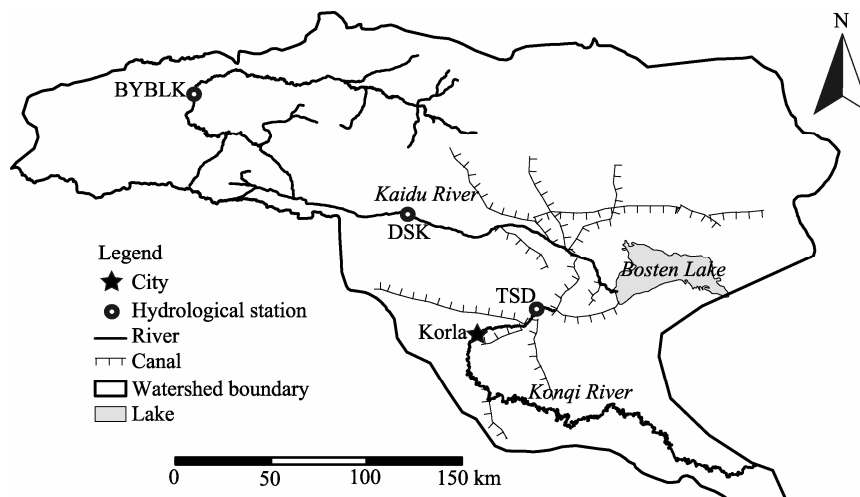 N
BYBLK
Kaidu River
DSK
Legend
City
Hydrological station
River
Canal
Watershed boundary
Lake
Bosten Lake
TSD
Korla
Konqi River
0 50 100 150 km